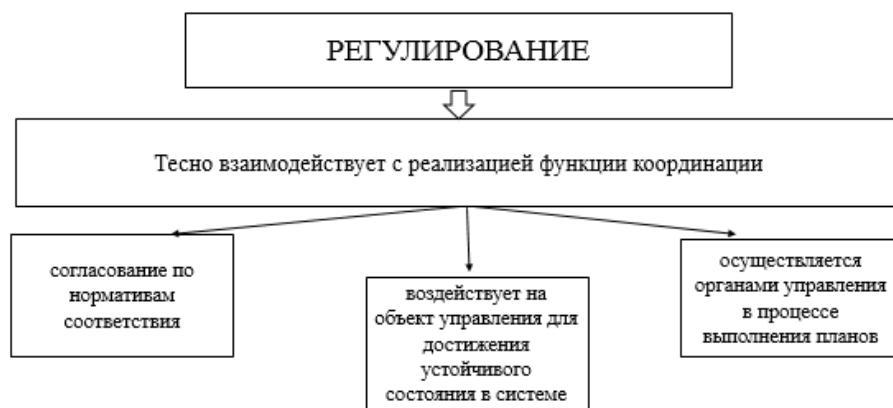 РЕГУЛИРОВАНИЕ
Тесно взаимодействует с реализацией функции координации
согласование по
нормативам
соответствия
воздействует на
объект управления для
достижения
устойчивого
состояния в системе
осуществляется
органами управления
в процессе
выполнения планов